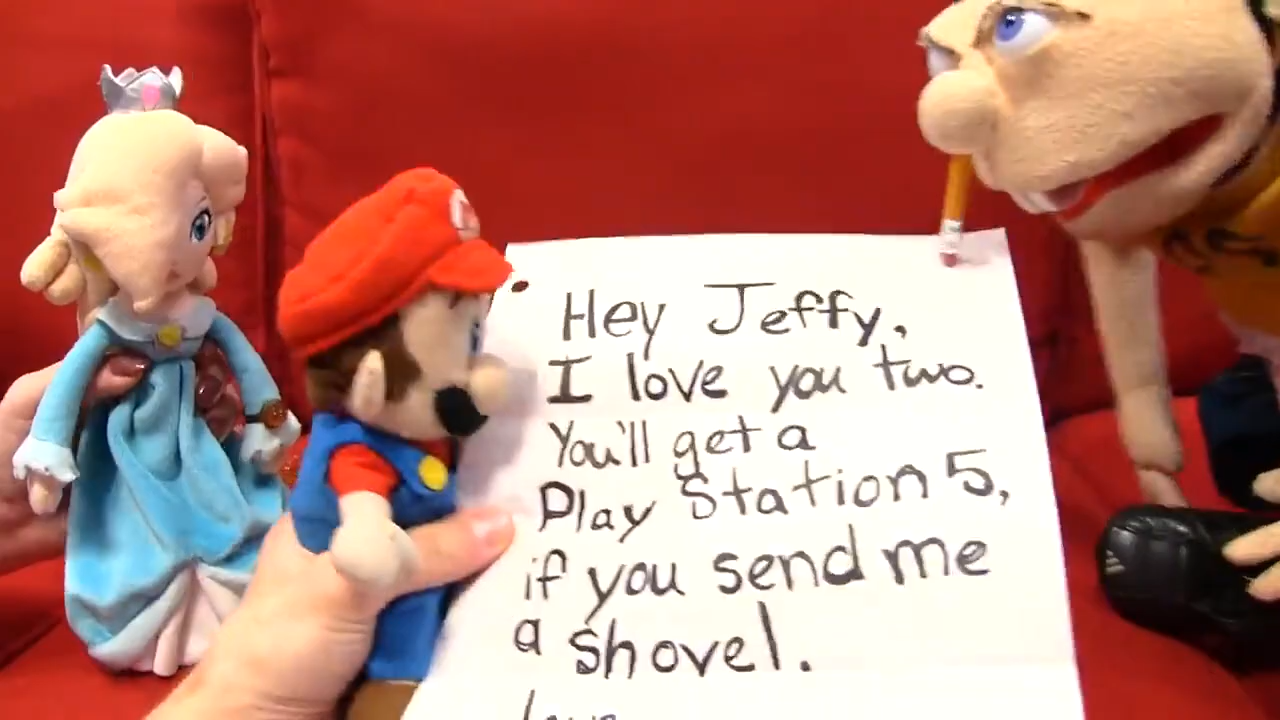 Hey Jeffy,
I love you two.
You'll get a
Play Station 5,
if you send me
a shovel.